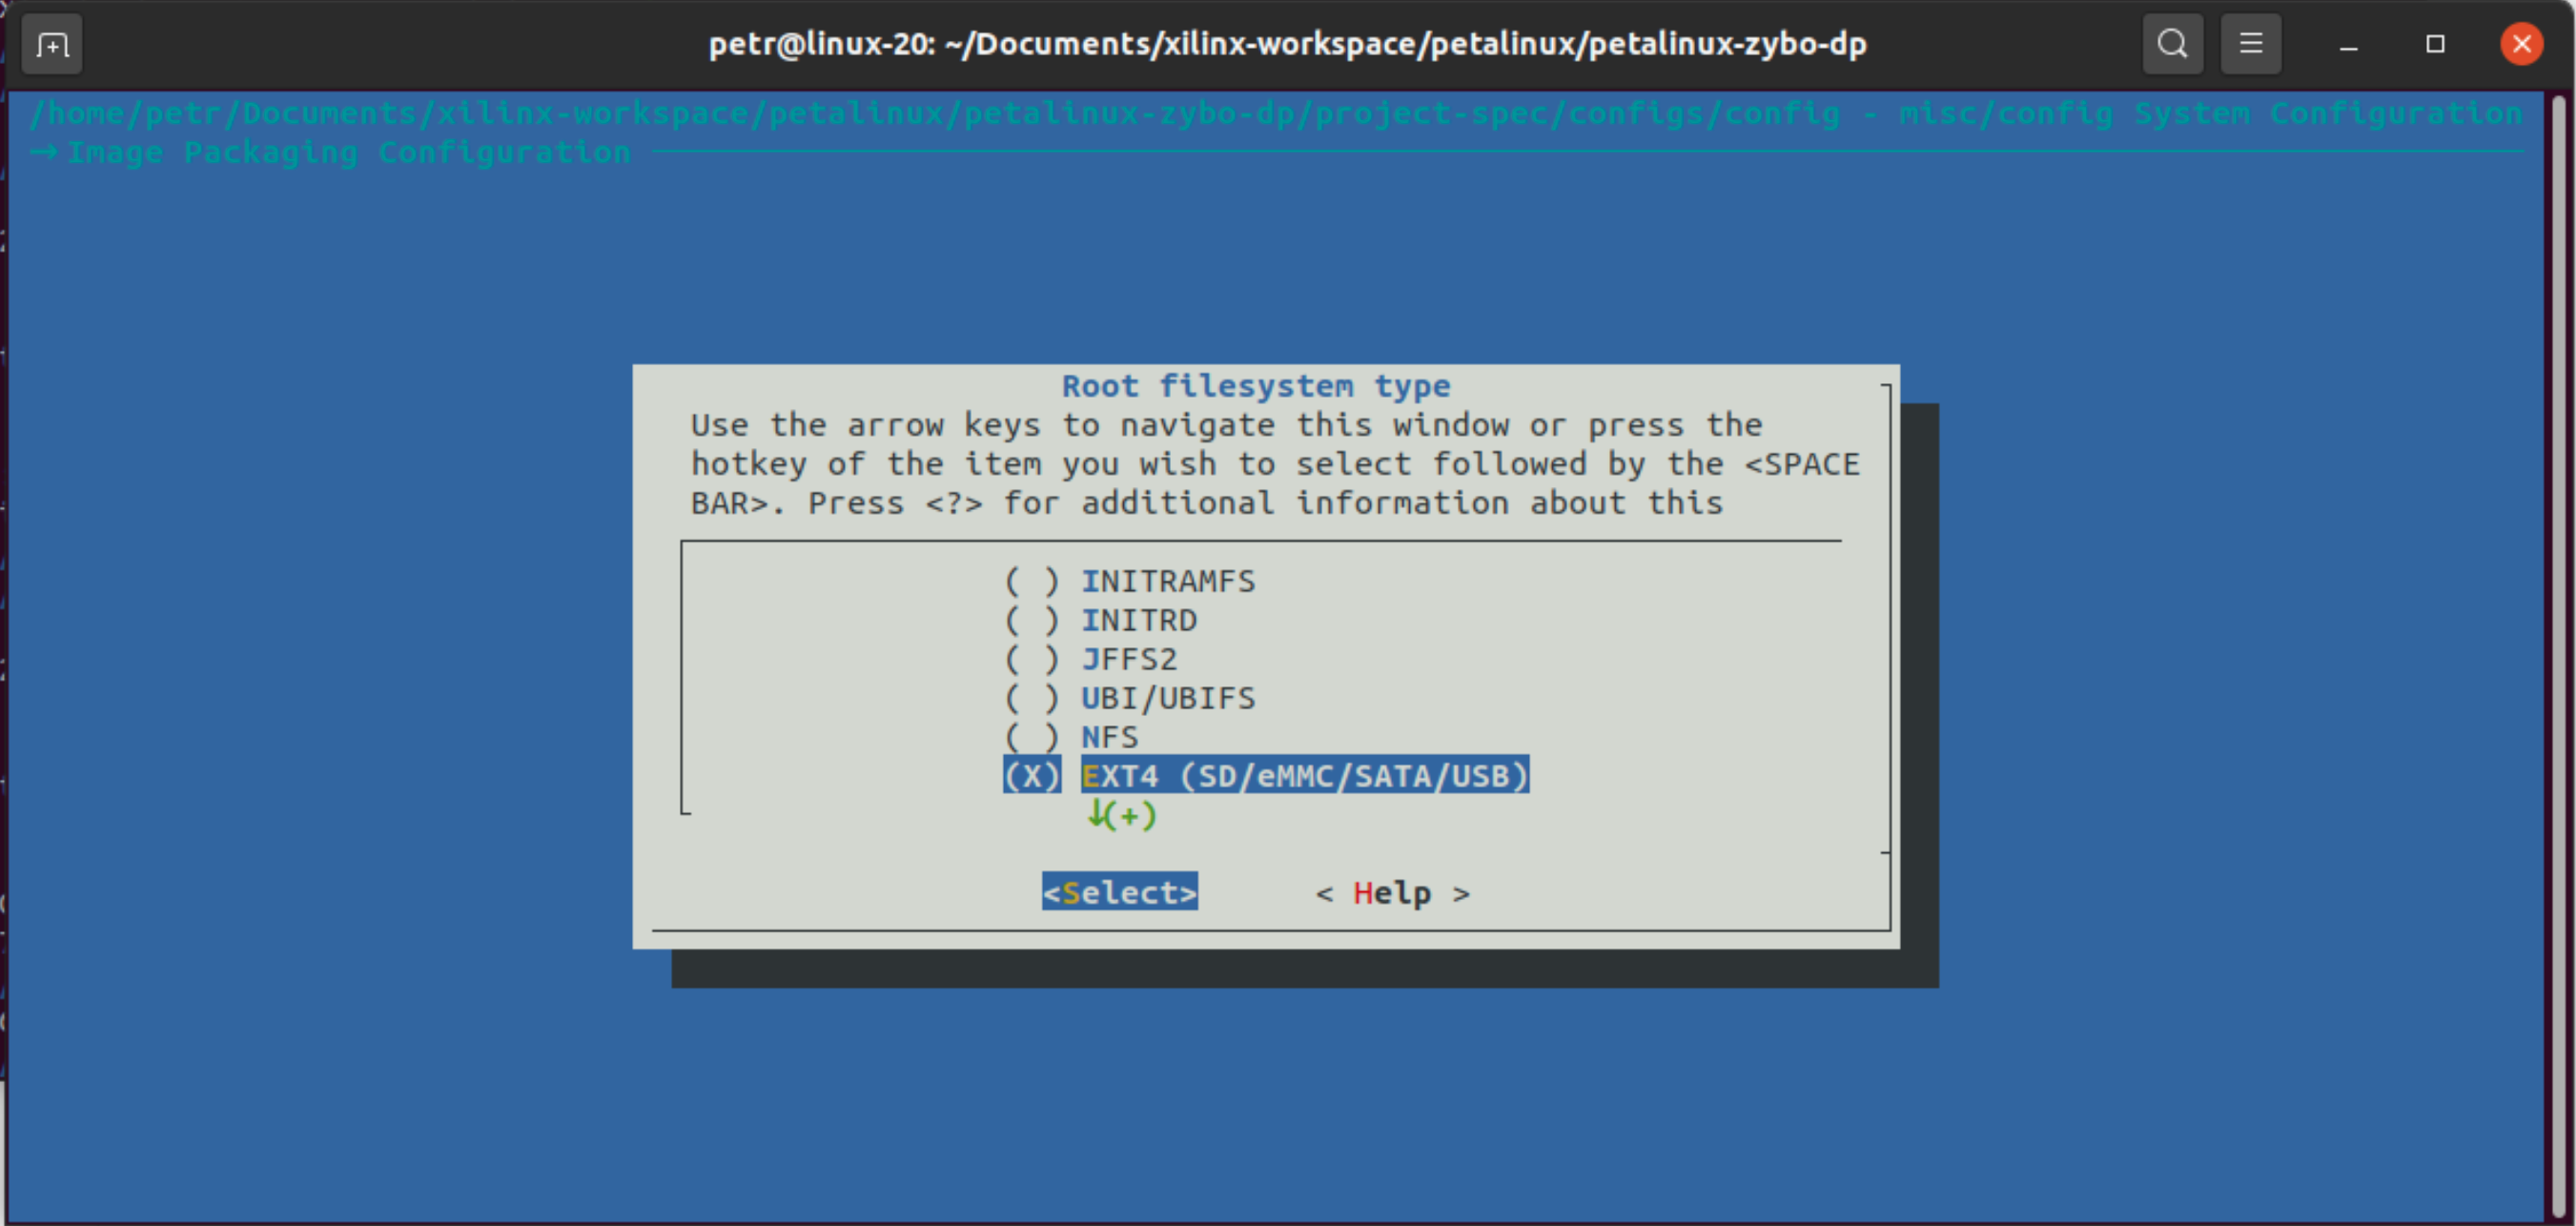 petr@linux-20: ~/Documents/xilinx-workspace/petalinux/petalinux-zybo-dp
/home/petr/Documents/xilinx-workspace/petalinux/petalinux-zybo-dp/project-spec/configs/config - misc/config System Configuration
→ Image Packaging Configuration
Root filesystem type
Use the arrow keys to navigate this window or press the
hotkey of the item you wish to select followed by the <SPACE
BAR>. Press <?> for additional information about this
( ) INITRAMFS
( ) INITRD
( ) JFFS2
( ) UBI/UBIFS
( ) NFS
(X) EXT4 (SD/eMMC/SATA/USB)
↓(+)
<Select> < Help >